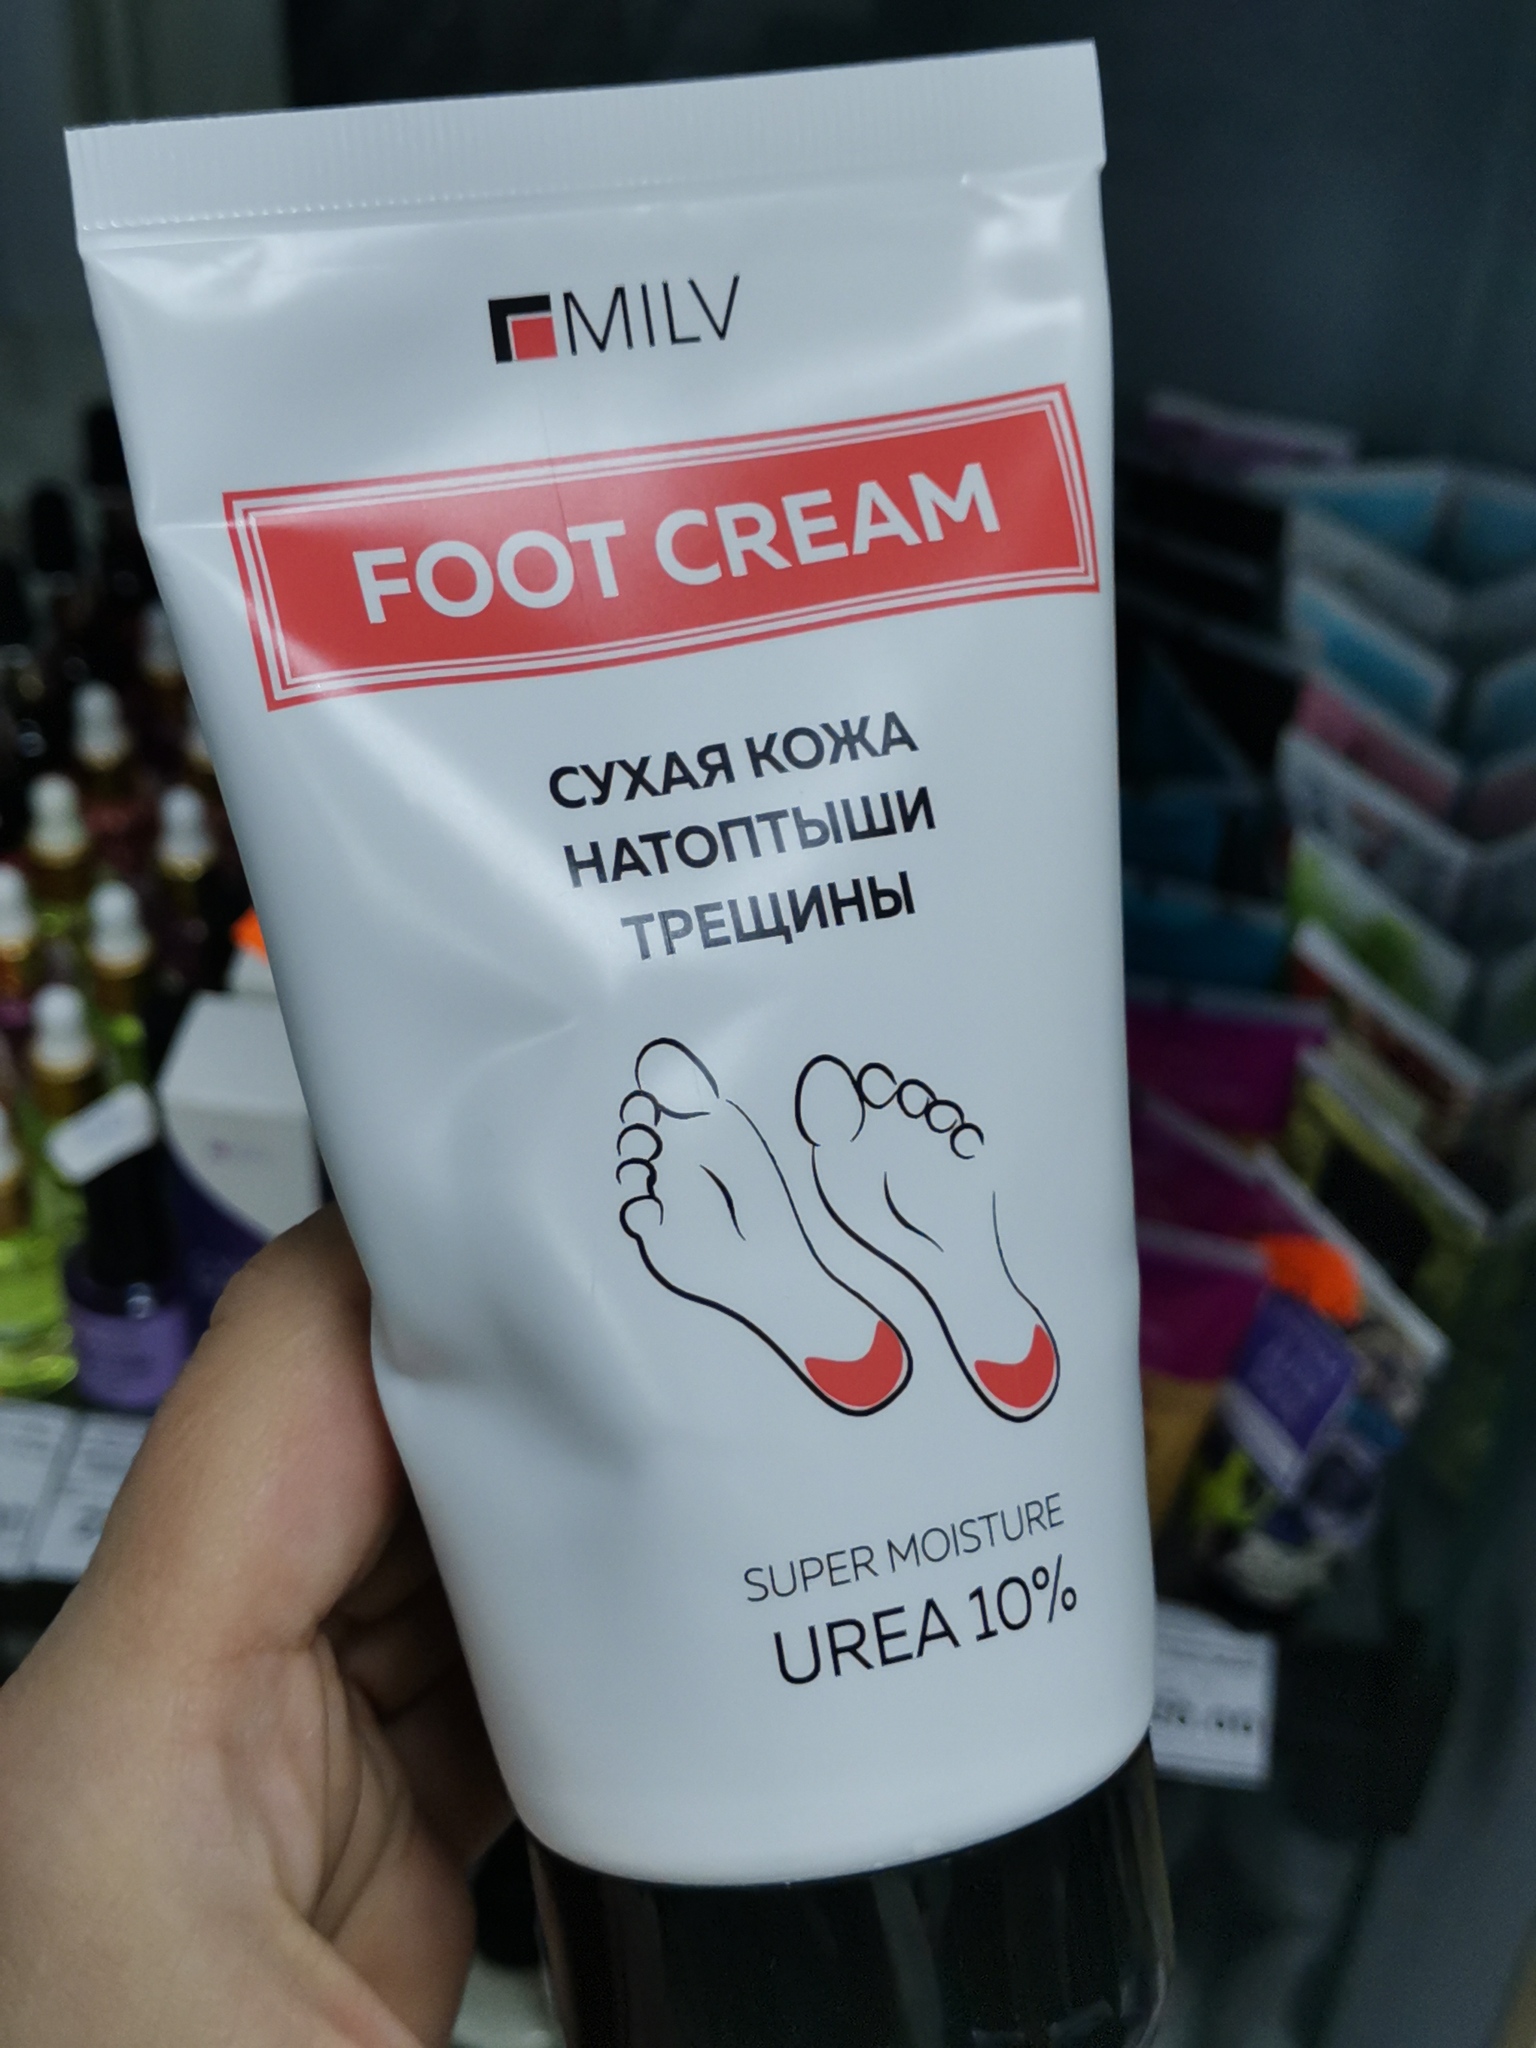 MILV
FOOT CREAM
СУХАЯ КОЖА
НАТОПТЫШИ
ТРЕЩИНЫ
SUPER MOISTURE
UREA 10%